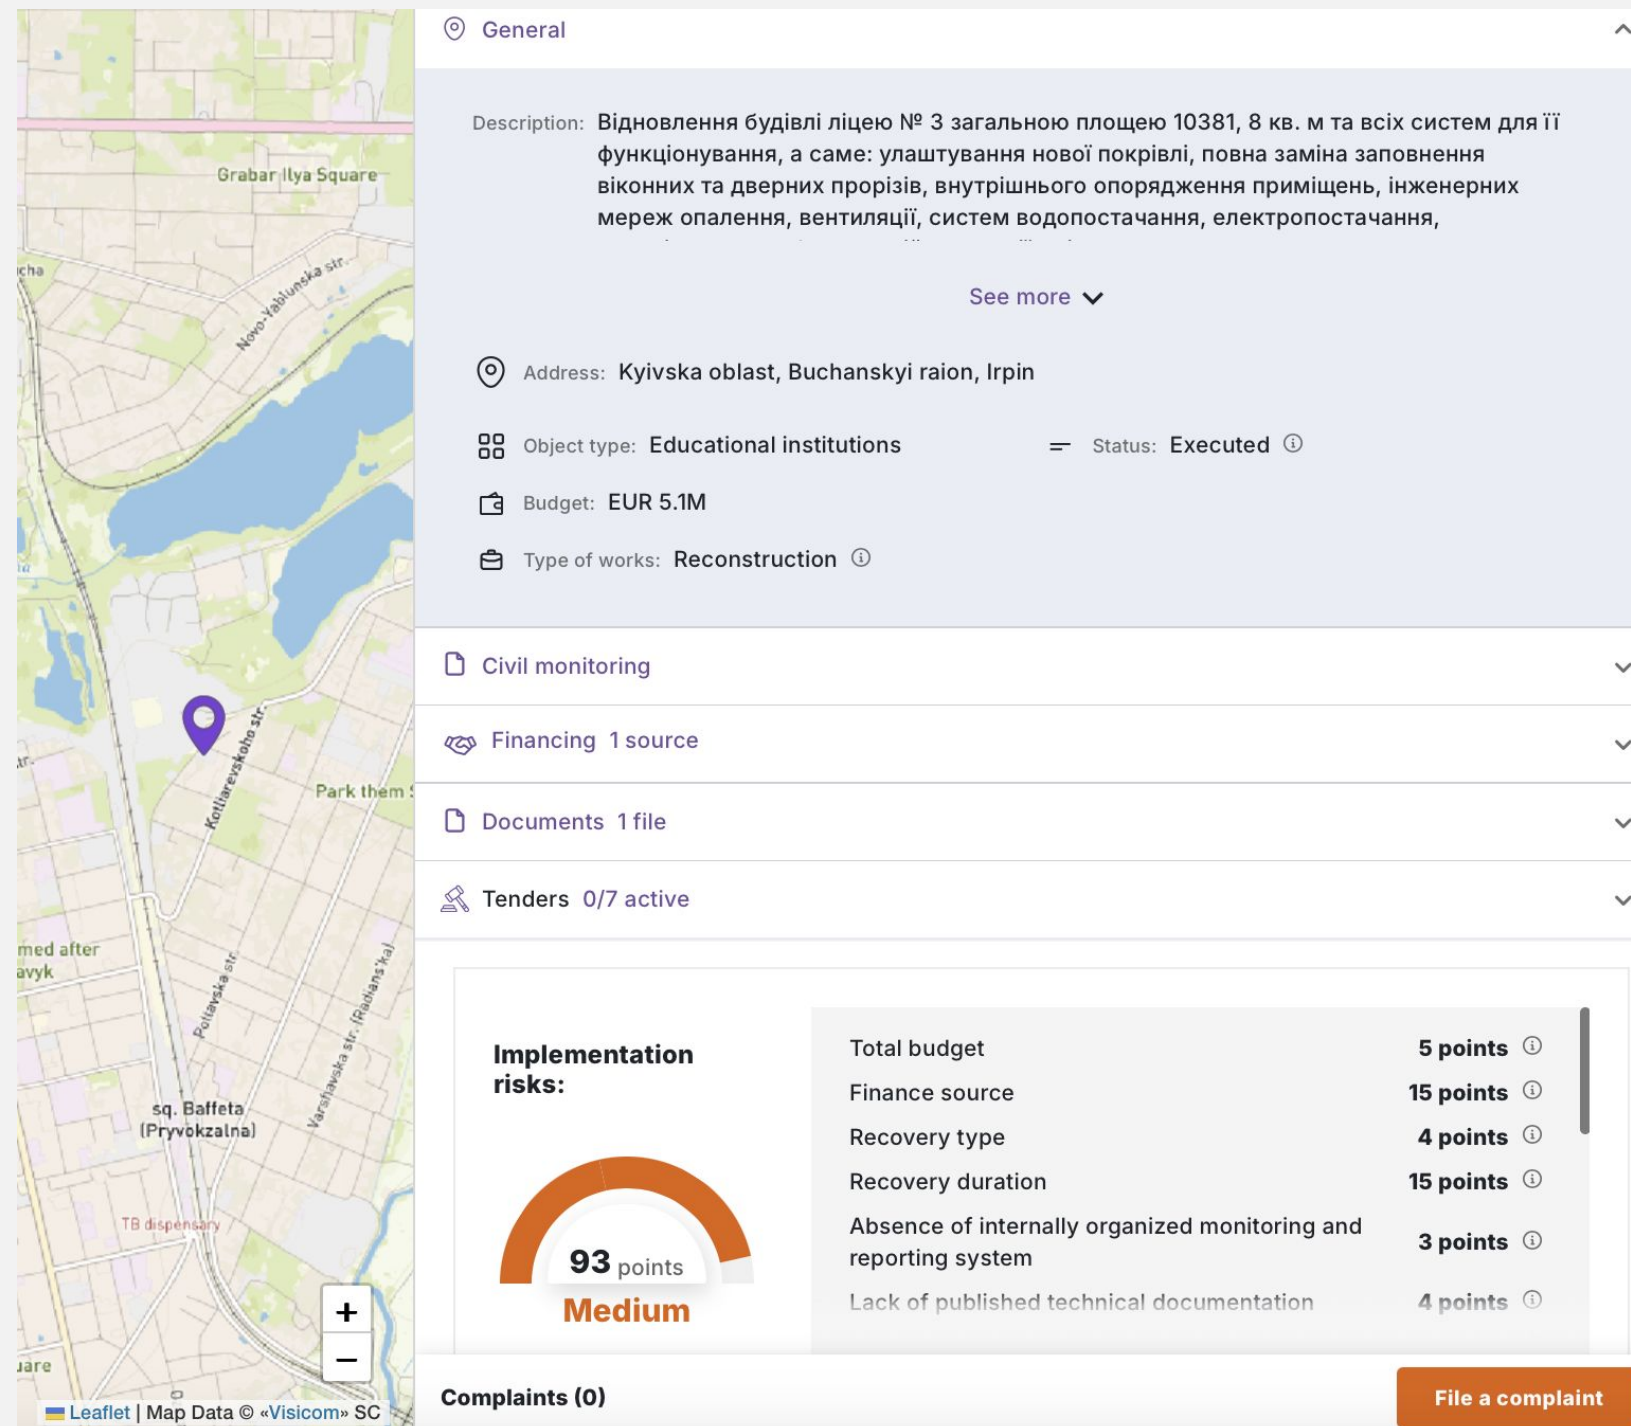 General
Description: Відновлення будівлі ліцею № 3 загальною площею 10381, 8 кв. м та всіх систем для її
функціонування, а саме: улаштування нової покрівлі, повна заміна заповнення
віконних та дверних прорізів, внутрішнього опорядження приміщень, інженерних
мереж опалення, вентиляції, систем водопостачання, електропостачання,
See more
Address: Kyivska oblast, Buchanskyi raion, Irpin
Object type: Educational institutions
Status: Executed
Budget: EUR 5.1M
Type of works: Reconstruction
Civil monitoring
Financing 1 source
Documents 1 file
Tenders 0/7 active
Implementation
risks:
93 points
Medium
Total budget 5 points
Finance source 15 points
Recovery type 4 points
Recovery duration 15 points
Absence of internally organized monitoring and
reporting system 3 points
Lack of published technical documentation 4 points
Complaints (0)
File a complaint
Grabar Ilya Square
cha
Novo-Yablunska str.
Kotliarevskoho str.
Park them
med after
avyk
Poltavska str.
Varshavska str. (Radians'ka)
sq. Baffeta
(Pryvokzalna)
TB dispensary
uare
+
−
Leaflet | Map Data © «Visicom» SC